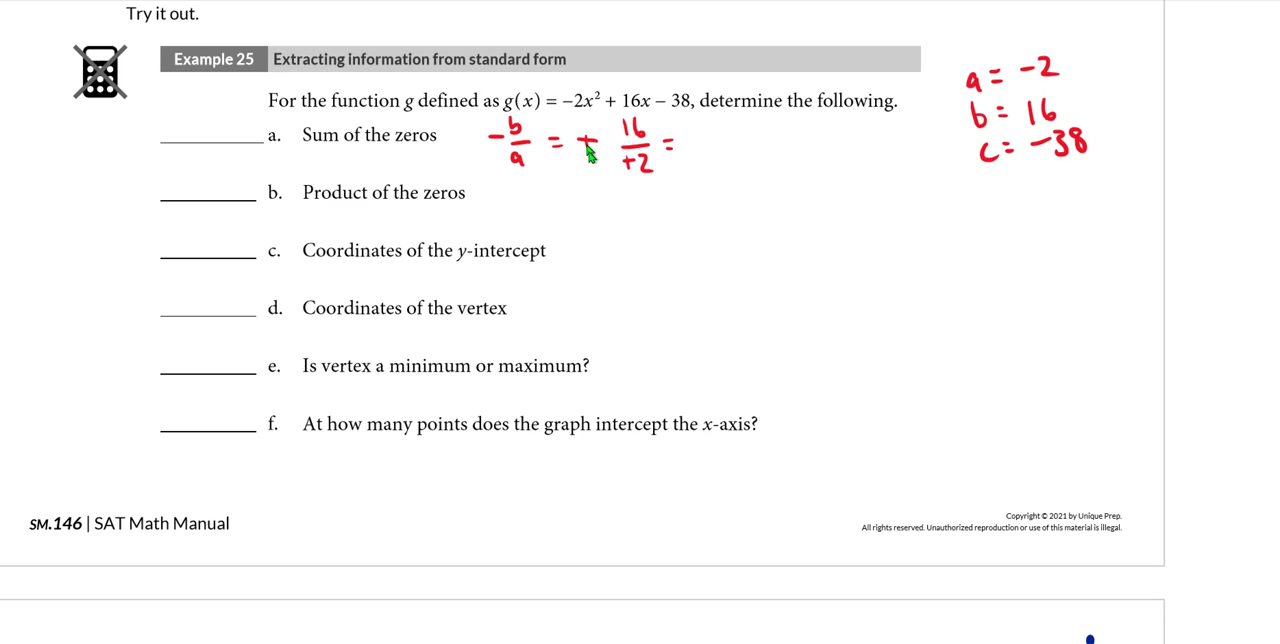 Try it out.
Example 25 Extracting information from standard form
For the function g defined as g(x) = −2x² + 16x − 38, determine the following.
a = -2
b = 16
c = -38
a. Sum of the zeros -b/a = + 16/+2 =
b. Product of the zeros
c. Coordinates of the y-intercept
d. Coordinates of the vertex
e. Is vertex a minimum or maximum?
f. At how many points does the graph intercept the x-axis?
SM.146 | SAT Math Manual
Copyright © 2021 by Unique Prep.
All rights reserved. Unauthorized reproduction or use of this material is illegal.